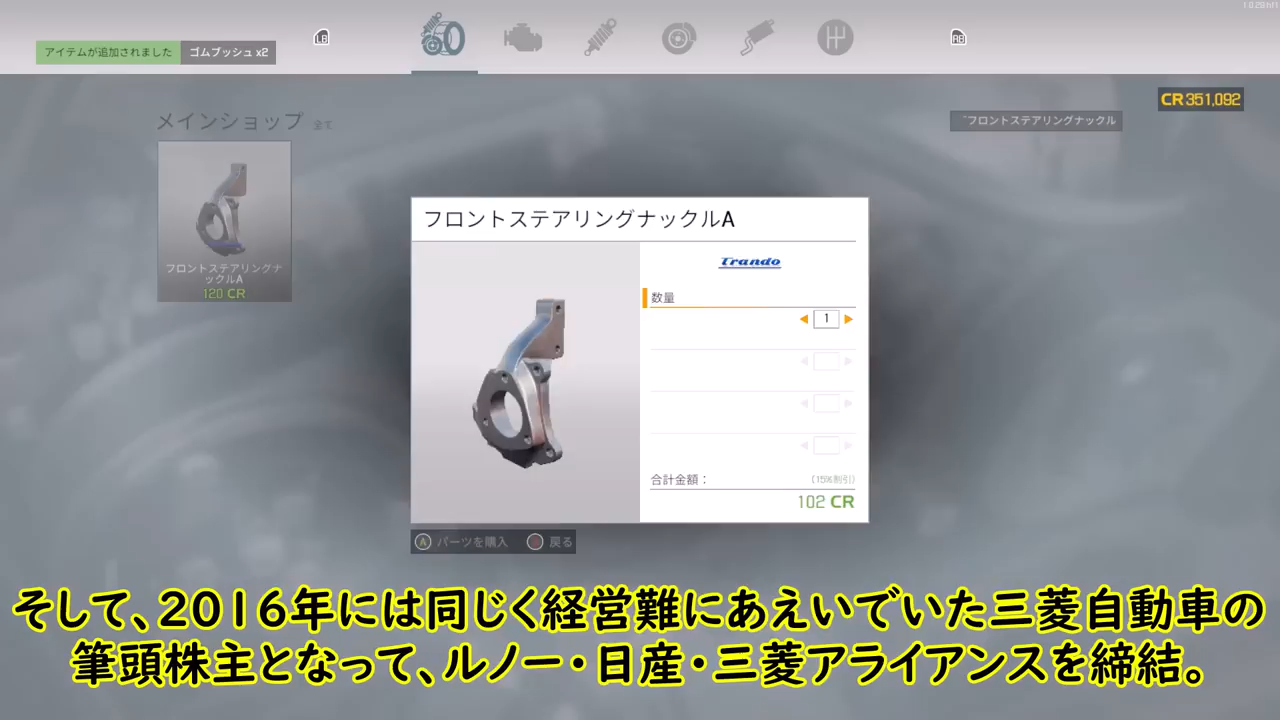 アイテムが追加されました ゴムブッシュ x2
LB
RB
CR 351,092
メインショップ 全て
フロントステアリングナックル
フロントステアリングナ
ックルA
120 CR
フロントステアリングナックルA
Trando
数量
1
合計金額:
(15%割引)
102 CR
A パーツを購入
戻る
そして、2016年には同じく経営難にあえいでいた三菱自動車の
筆頭株主となって、ルノー・日産・三菱アライアンスを締結。